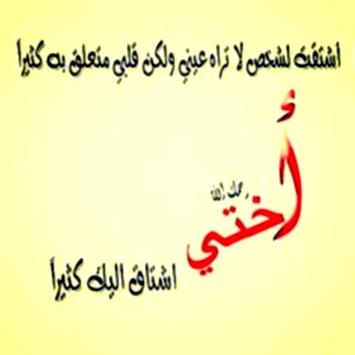 اشتقت لشخص لا تراه عيني ولكن قلبي متعلق به كثيراً
أختي
رحمك الله
اشتاق اليك كثيراً